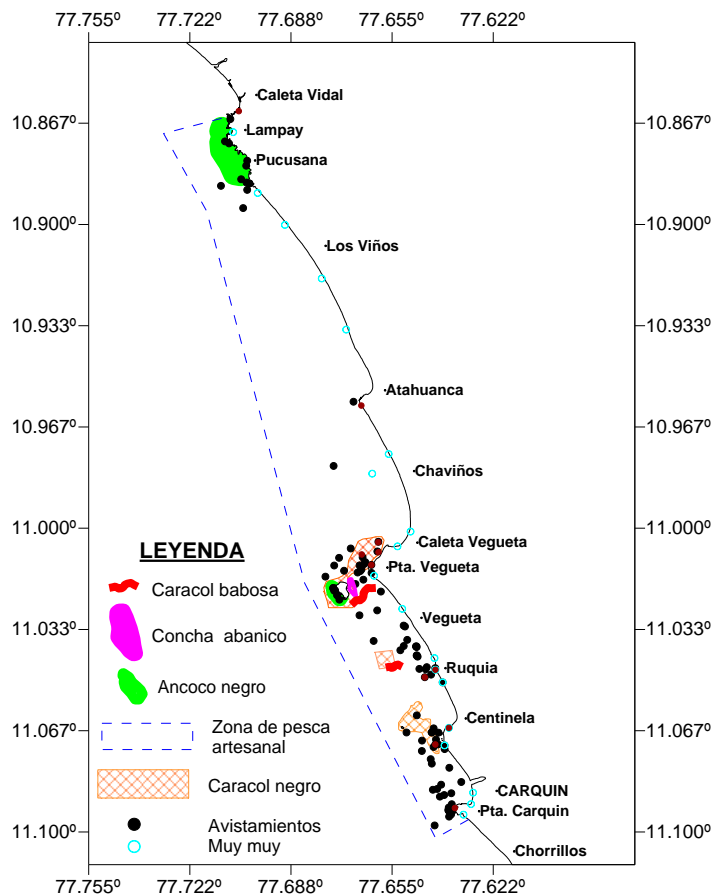 77.755º 77.722º 77.688º 77.655º 77.622º
Caleta Vidal
10.867º 10.867º
Lampay
Pucusana
10.900º 10.900º
Los Viños
10.933º 10.933º
Atahuanca
10.967º 10.967º
Chaviños
11.000º 11.000º
Caleta Vegueta
LEYENDA
Pta. Vegueta
Caracol babosa
Vegueta
Concha abanico
11.033º 11.033º
Ruquia
Ancoco negro
Centinela
Zona de pesca
artesanal
11.067º 11.067º
Caracol negro
CARQUIN
Pta. Carquin
Avistamientos
11.100º 11.100º
Muy muy
Chorrillos
77.755º 77.722º 77.688º 77.655º 77.622º